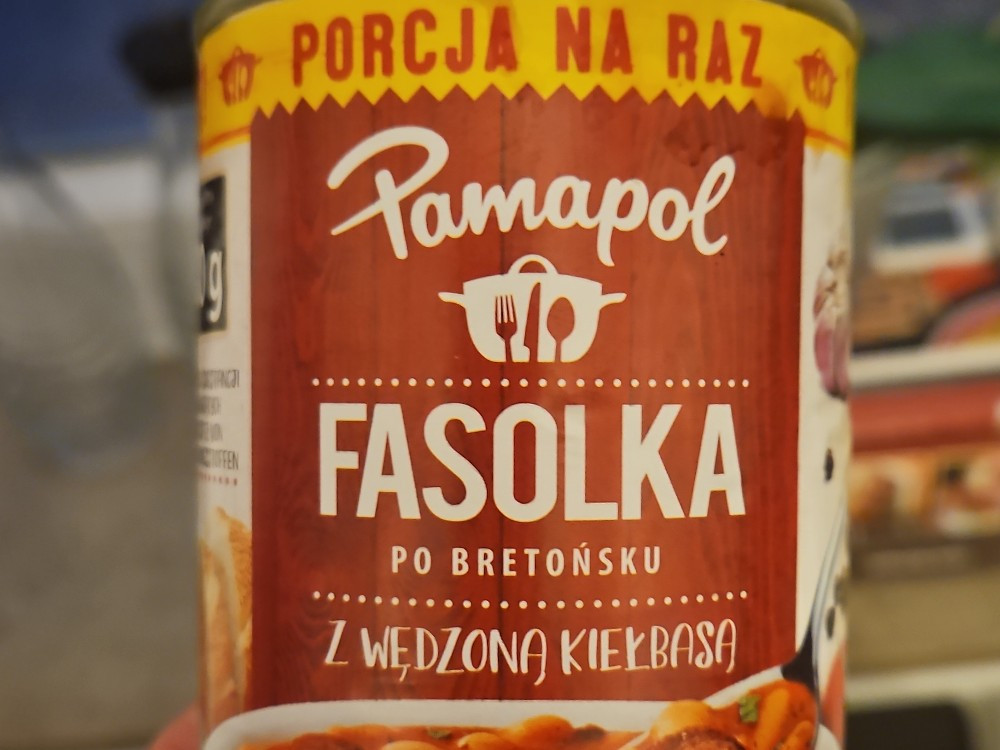 PORCJA NA RAZ
Pamapol
FASOLKA
PO BRETOŃSKU
Z WĘDZONĄ KIEŁBASĄ
g